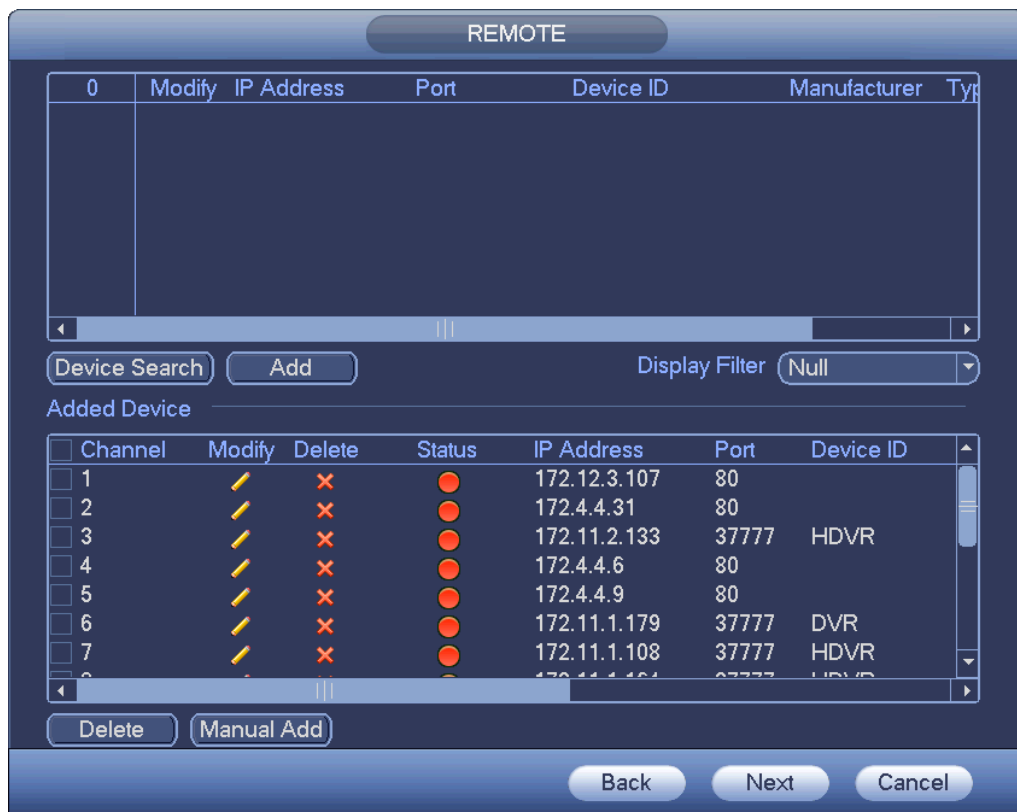 REMOTE
0 Modify IP Address Port Device ID Manufacturer Typ
Device Search Add Display Filter Null
Added Device
Channel Modify Delete Status IP Address Port Device ID
1 172.12.3.107 80
2 172.4.4.31 80
3 172.11.2.133 37777 HDVR
4 172.4.4.6 80
5 172.4.4.9 80
6 172.11.1.179 37777 DVR
7 172.11.1.108 37777 HDVR
Delete Manual Add
Back Next Cancel